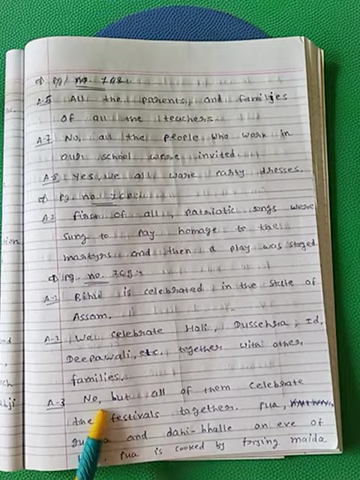 Pg no. 148.
A-5 All the parents, and families
of all the teachers.
A-7 No, all the people who work in
our school were invited.
A-8 Yes, we all wore party dresses.
Pg no.
A-2 First of all, patriotic songs were
sung to pay homage to the
martyrs and then a play was staged.
Pg. no.
A-1 Bihu is celebrated in the state of
Assam.
A-2 We celebrate Holi, Dussehra, Id,
Deepawali, etc. together with other
families.
A-3 No, but all of them celebrate
the festivals together. Pua,
and dahi-bhalle on eve of
Pua is cooked by frying maida